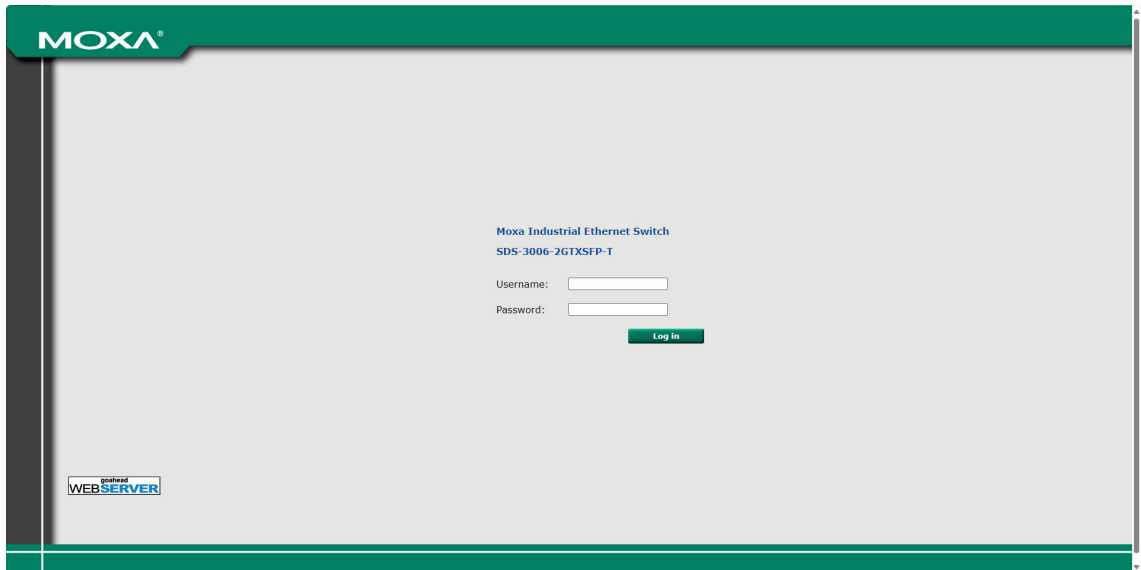 MOXA®
Moxa Industrial Ethernet Switch
SDS-3006-2GTXSFP-T
Username:
Password:
Log in
goahead
WEBSERVER